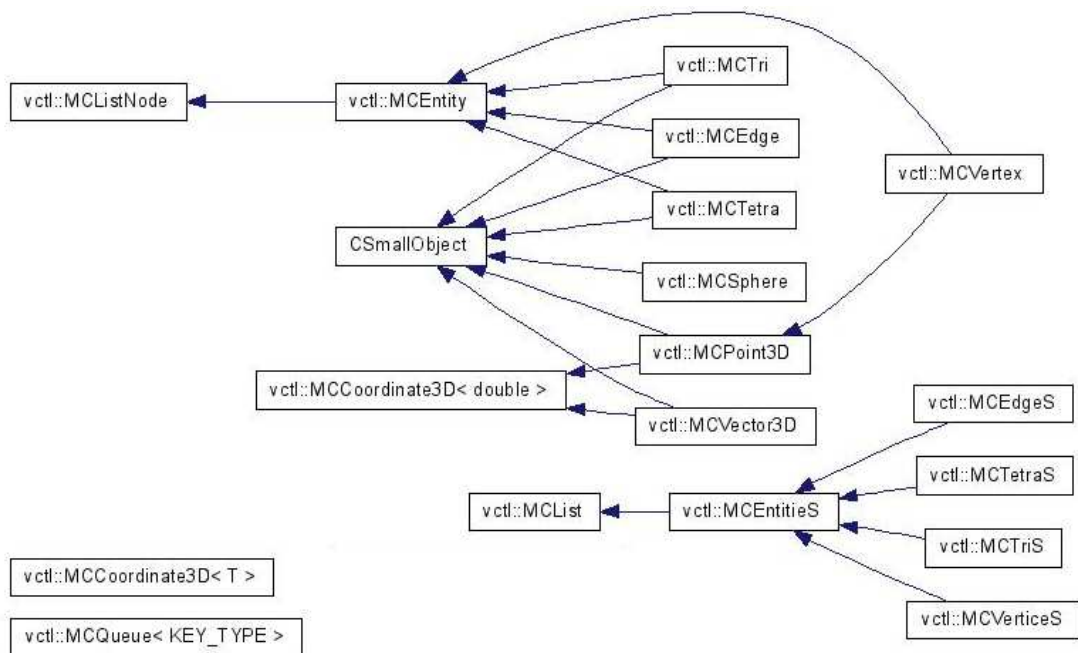 vctl::MCTri
vctl::MCListNode
vctl::MCEntity
vctl::MCEdge
vctl::MCVertex
vctl::MCTetra
CSmallObject
vctl::MCSphere
vctl::MCPoint3D
vctl::MCCoordinate3D< double >
vctl::MCVector3D
vctl::MCEdgeS
vctl::MCTetraS
vctl::MCList
vctl::MCEntitieS
vctl::MCTriS
vctl::MCCoordinate3D< T >
vctl::MCVerticeS
vctl::MCQueue< KEY_TYPE >